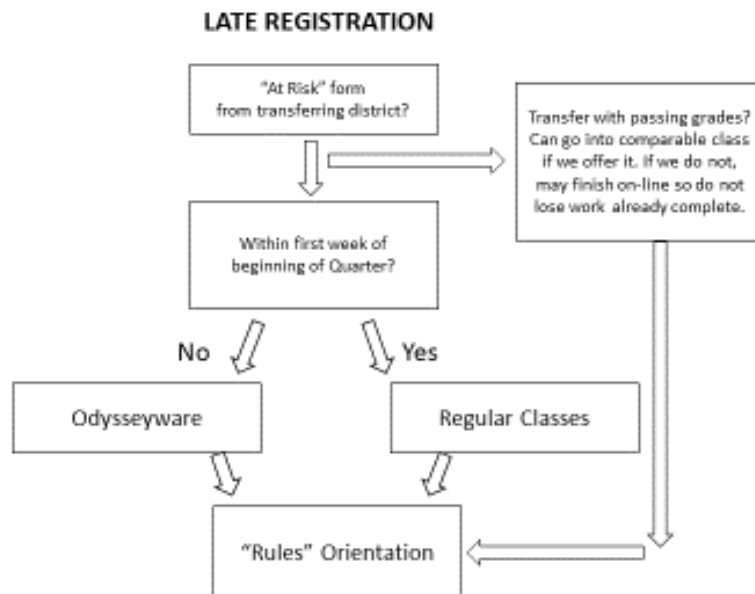 LATE REGISTRATION
“At Risk” form
from transferring district?
Transfer with passing grades?
Can go into comparable class
if we offer it. If we do not,
may finish on-line so do not
lose work already complete.
Within first week of
beginning of Quarter?
No
Yes
Odysseyware
Regular Classes
“Rules” Orientation